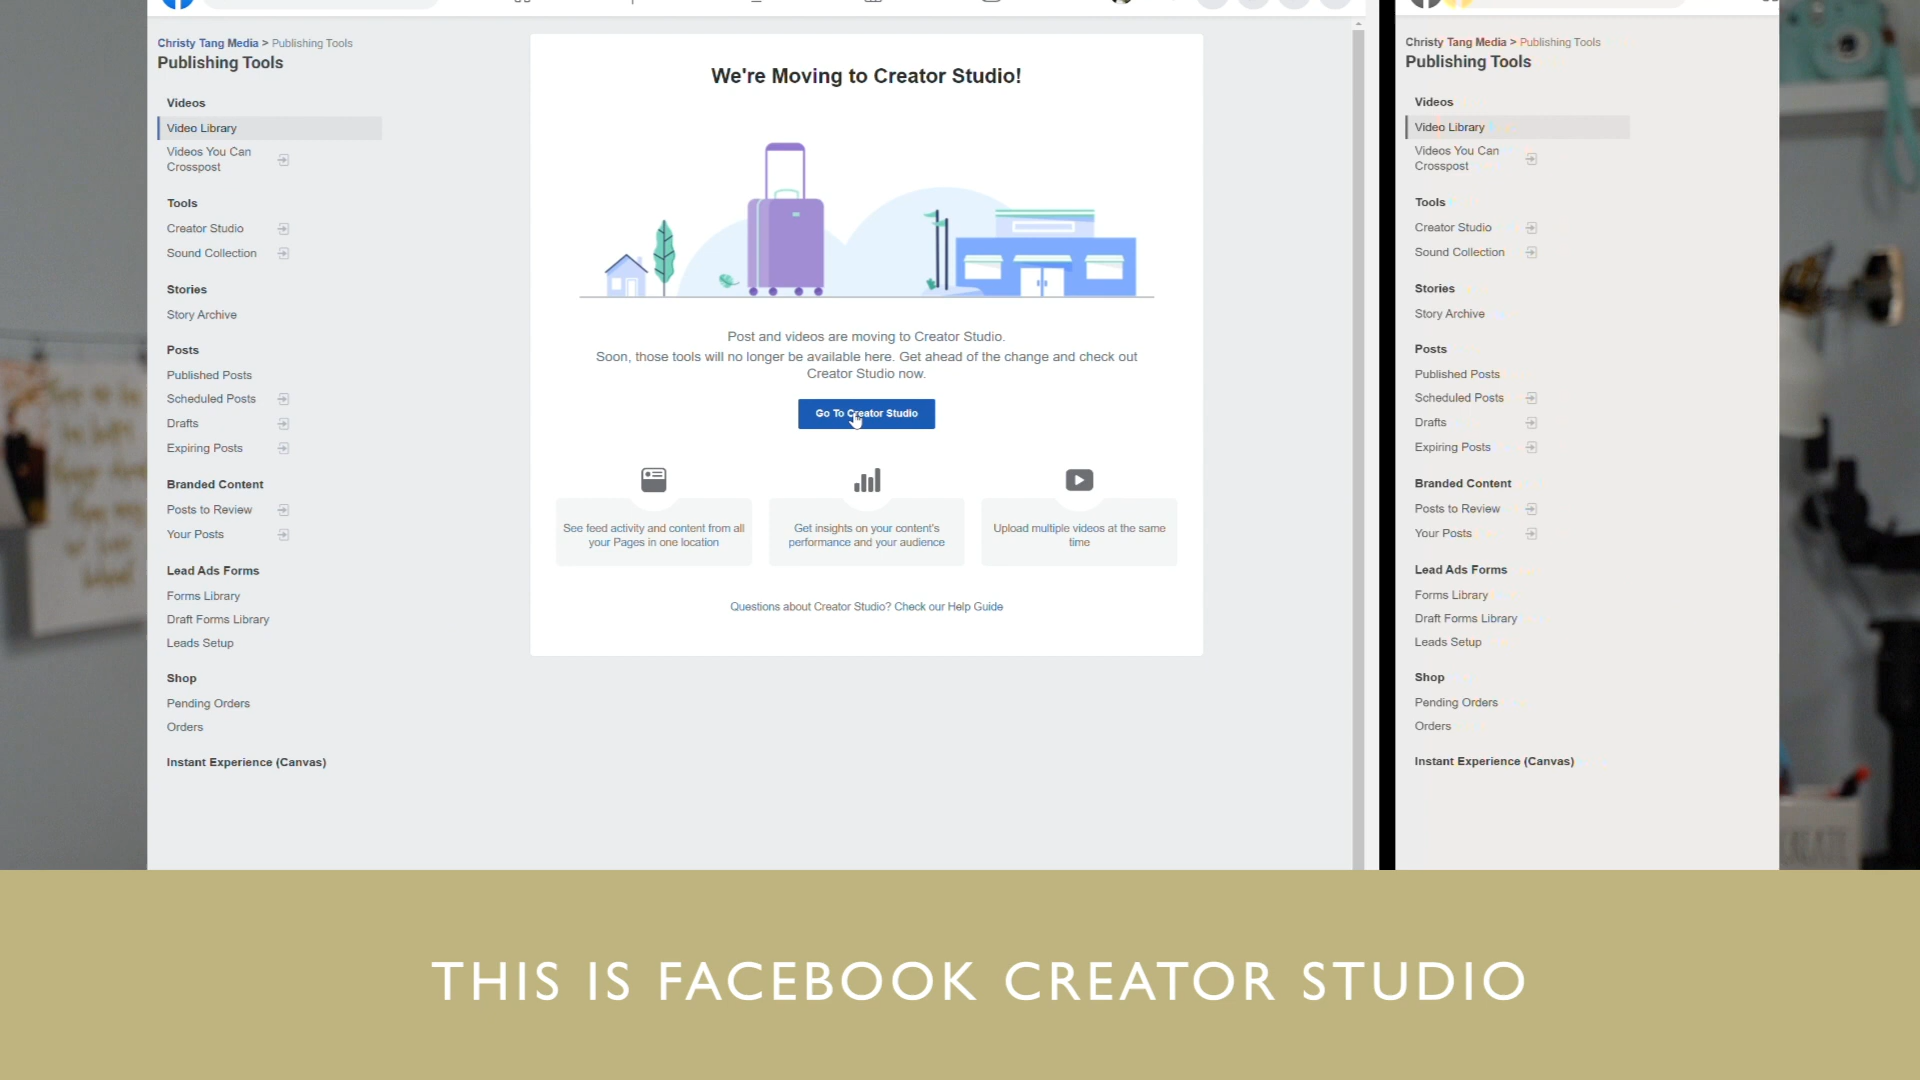 Christy Tang Media > Publishing Tools
Publishing Tools
Videos
Video Library
Videos You Can
Crosspost
Tools
Creator Studio
Sound Collection
Stories
Story Archive
Posts
Published Posts
Scheduled Posts
Drafts
Expiring Posts
Branded Content
Posts to Review
Your Posts
Lead Ads Forms
Forms Library
Draft Forms Library
Leads Setup
Shop
Pending Orders
Orders
Instant Experience (Canvas)
We're Moving to Creator Studio!
Post and videos are moving to Creator Studio.
Soon, those tools will no longer be available here. Get ahead of the change and check out
Creator Studio now.
Go To Creator Studio
See feed activity and content from all
your Pages in one location
Get insights on your content's
performance and your audience
Upload multiple videos at the same
time
Questions about Creator Studio? Check our Help Guide
Christy Tang Media > Publishing Tools
Publishing Tools
Videos
Video Library
Videos You Can
Crosspost
Tools
Creator Studio
Sound Collection
Stories
Story Archive
Posts
Published Posts
Scheduled Posts
Drafts
Expiring Posts
Branded Content
Posts to Review
Your Posts
Lead Ads Forms
Forms Library
Draft Forms Library
Leads Setup
Shop
Pending Orders
Orders
Instant Experience (Canvas)
THIS IS FACEBOOK CREATOR STUDIO